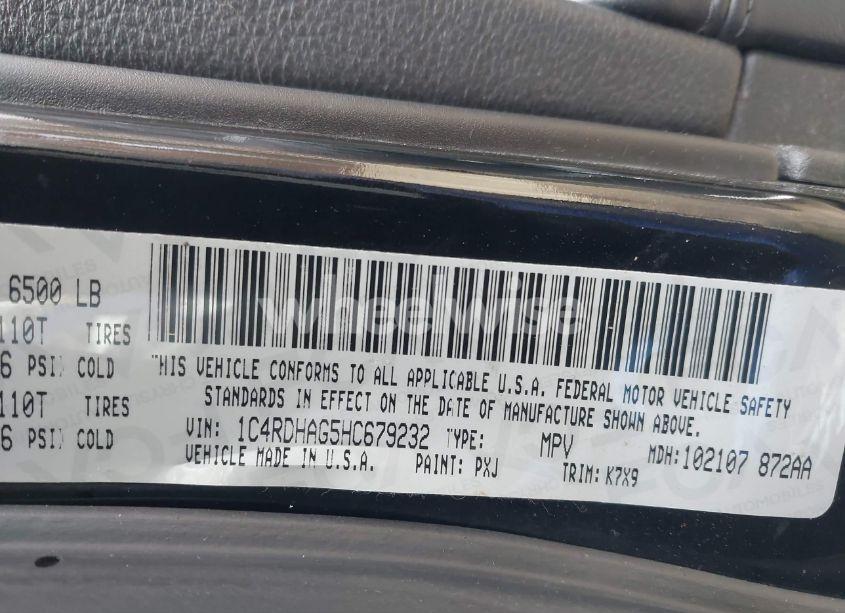 6500 LB
110T TIRES
6 PSI) COLD
110T TIRES
6 PSI) COLD
wheelwise
"HIS VEHICLE CONFORMS TO ALL APPLICABLE U.S.A. FEDERAL MOTOR VEHICLE SAFETY
STANDARDS IN EFFECT ON THE DATE OF MANUFACTURE SHOWN ABOVE.
VIN: 1C4RDHAG5HC679232 TYPE: MPV MDH:102107 872AA
VEHICLE MADE IN U.S.A. PAINT: PXJ TRIM: K7X9